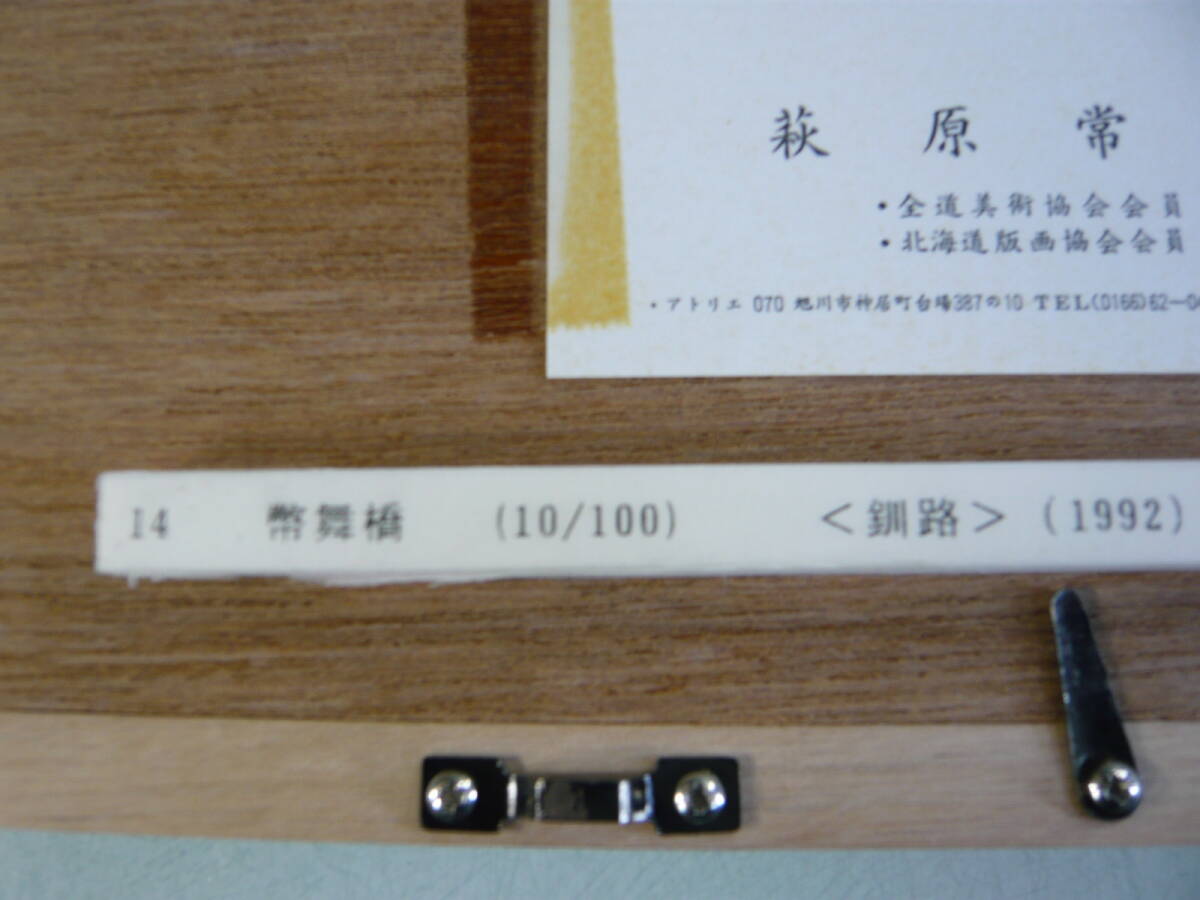 萩原常
・全道美術協会会員
・北海道版画協会会員
・アトリエ 070 旭川市神居町台場387の10 TEL(0166)62-0
14 幣舞橋 (10/100) <釧路> (1992)